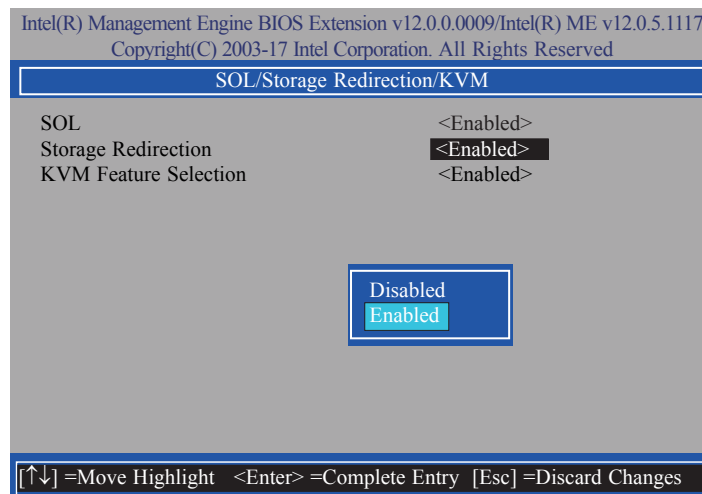 Intel(R) Management Engine BIOS Extension v12.0.0.0009/Intel(R) ME v12.0.5.1117
Copyright(C) 2003-17 Intel Corporation. All Rights Reserved
SOL/Storage Redirection/KVM
SOL <Enabled>
Storage Redirection <Enabled>
KVM Feature Selection <Enabled>
Disabled
Enabled
[↑↓] =Move Highlight <Enter> =Complete Entry [Esc] =Discard Changes